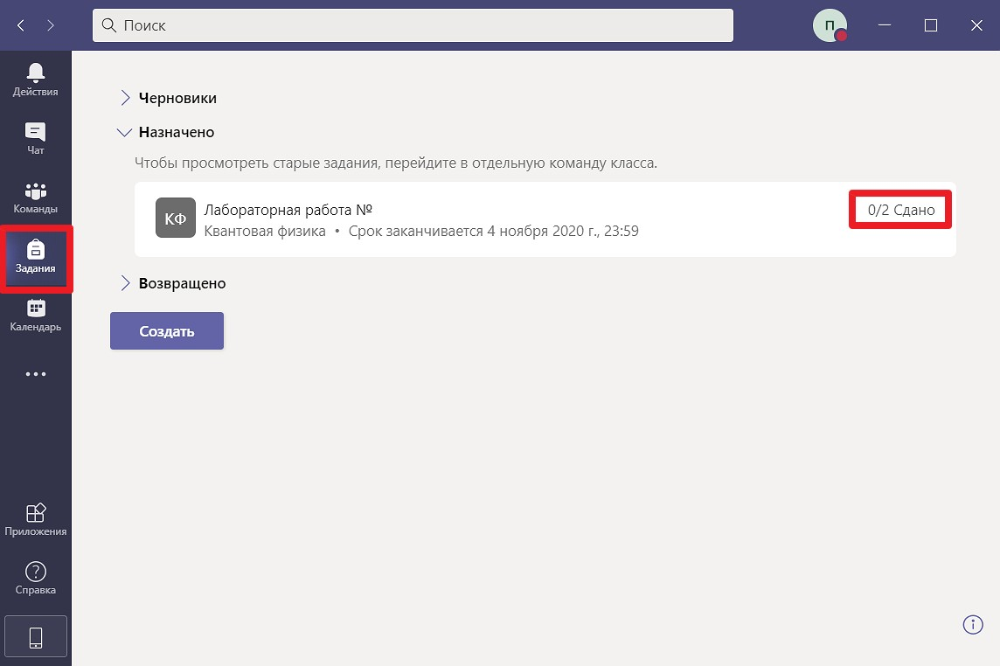 Поиск
П
Действия
Чат
Команды
Задания
Календарь
Приложения
Справка
Черновики
Назначено
Чтобы просмотреть старые задания, перейдите в отдельную команду класса.
КФ
Лабораторная работа №
0/2 Сдано
Квантовая физика • Срок заканчивается 4 ноября 2020 г., 23:59
Возвращено
Создать